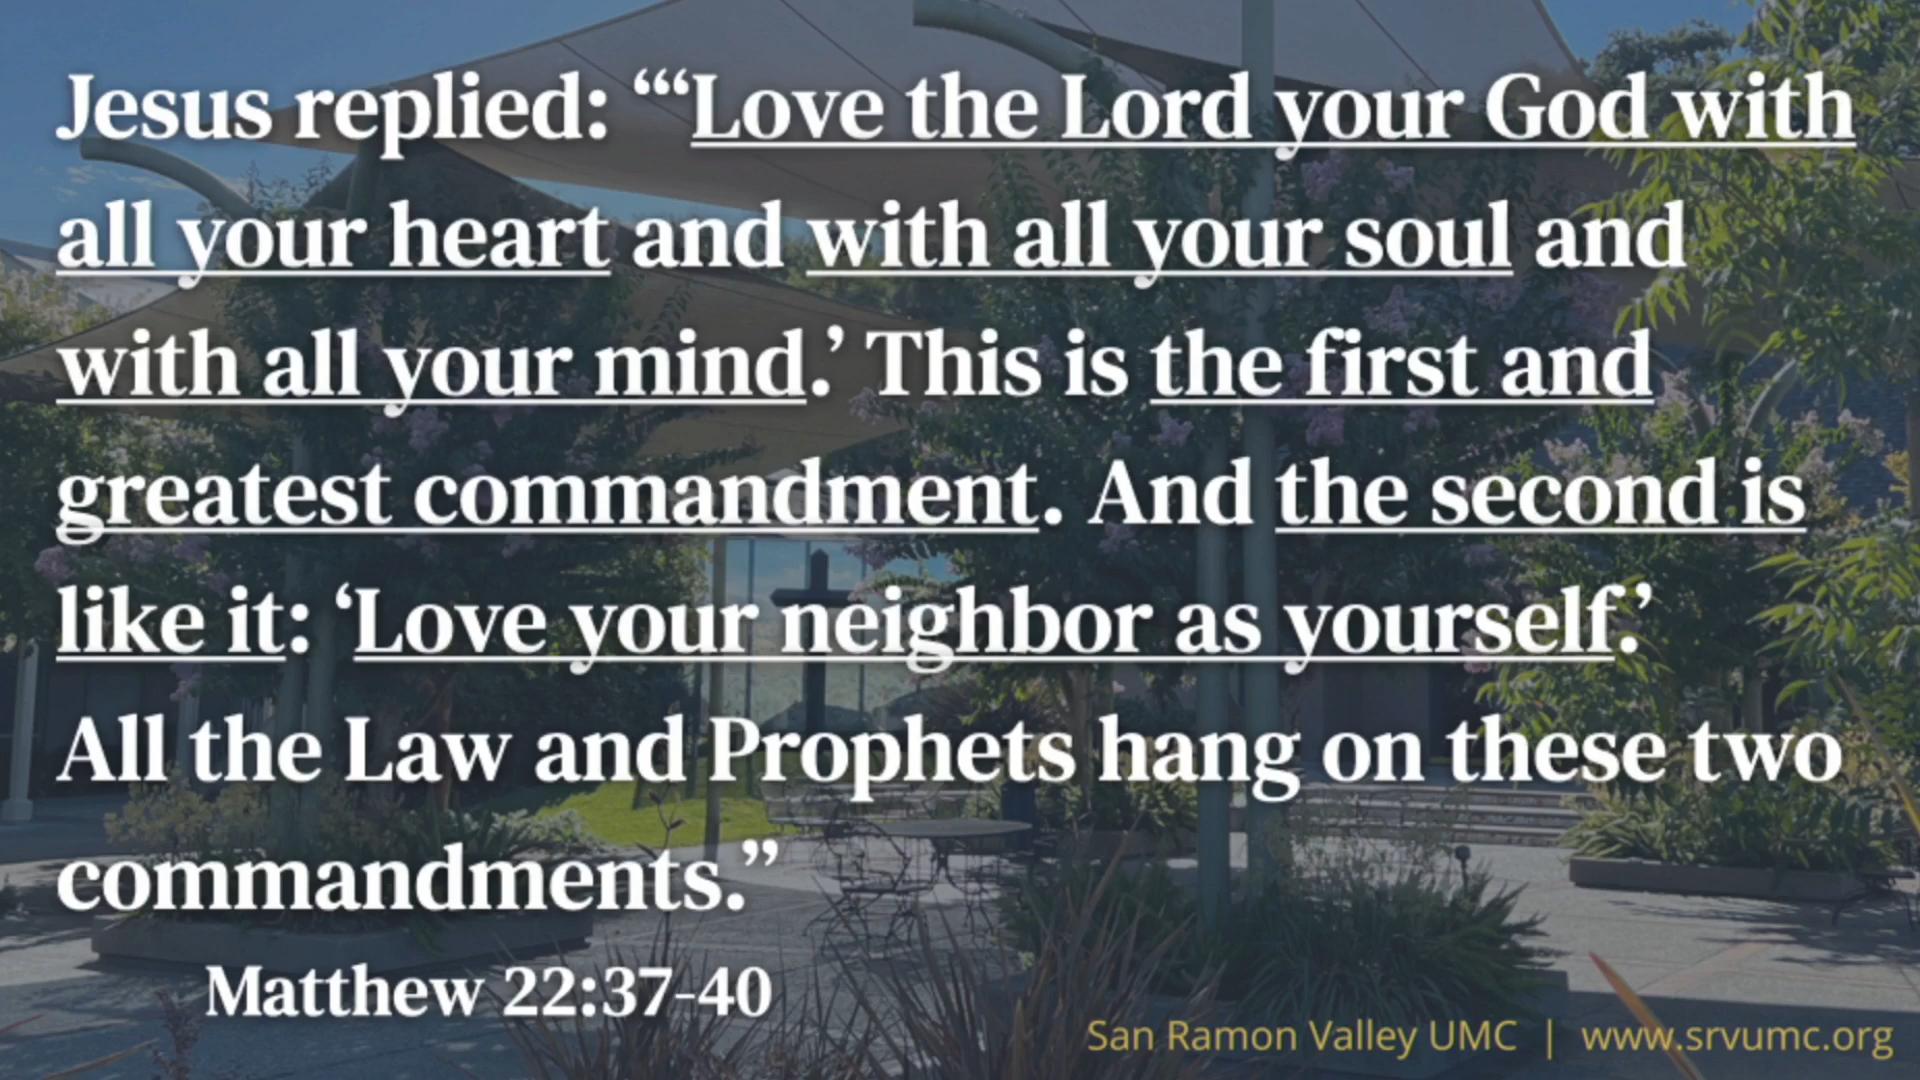 Jesus replied: “‘Love the Lord your God with
all your heart and with all your soul and
with all your mind.’ This is the first and
greatest commandment. And the second is
like it: ‘Love your neighbor as yourself.’
All the Law and Prophets hang on these two
commandments.”
Matthew 22:37-40
San Ramon Valley UMC | www.srvumc.org